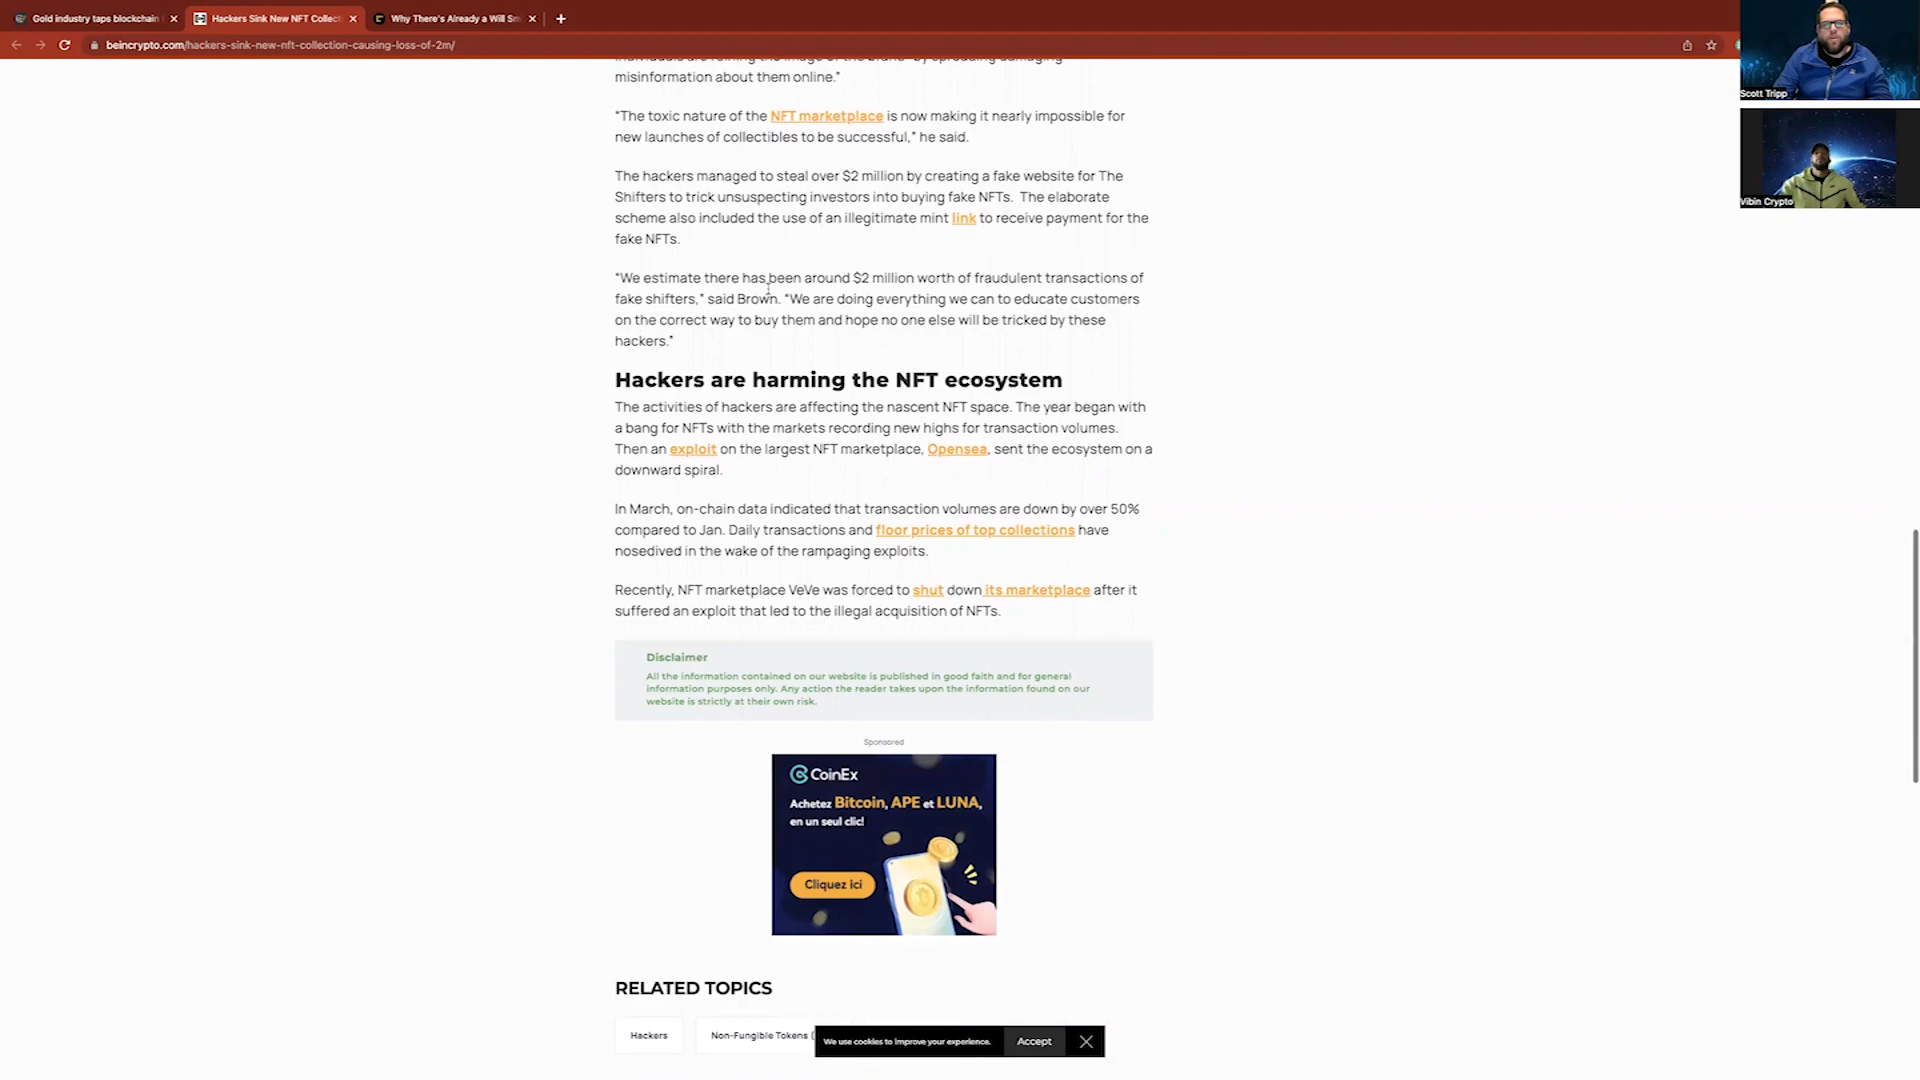 Gold industry taps blockchain
Hackers Sink New NFT Collect
Why There's Already a Will Sm
beincrypto.com/hackers-sink-new-nft-collection-causing-loss-of-2m/
Scott Tripp
Vibin Crypto
misinformation about them online."
"The toxic nature of the NFT marketplace is now making it nearly impossible for
new launches of collectibles to be successful," he said.
The hackers managed to steal over $2 million by creating a fake website for The
Shifters to trick unsuspecting investors into buying fake NFTs. The elaborate
scheme also included the use of an illegitimate mint link to receive payment for the
fake NFTs.
"We estimate there has been around $2 million worth of fraudulent transactions of
fake shifters," said Brown. "We are doing everything we can to educate customers
on the correct way to buy them and hope no one else will be tricked by these
hackers."
Hackers are harming the NFT ecosystem
The activities of hackers are affecting the nascent NFT space. The year began with
a bang for NFTs with the markets recording new highs for transaction volumes.
Then an exploit on the largest NFT marketplace, Opensea, sent the ecosystem on a
downward spiral.
In March, on-chain data indicated that transaction volumes are down by over 50%
compared to Jan. Daily transactions and floor prices of top collections have
nosedived in the wake of the rampaging exploits.
Recently, NFT marketplace VeVe was forced to shut down its marketplace after it
suffered an exploit that led to the illegal acquisition of NFTs.
Disclaimer
All the information contained on our website is published in good faith and for general
information purposes only. Any action the reader takes upon the information found on our
website is strictly at their own risk.
Sponsored
CoinEx
Achetez Bitcoin, APE et LUNA,
en un seul clic!
Cliquez ici
RELATED TOPICS
Hackers
Non-Fungible Tokens (
We use cookies to improve your experience.
Accept